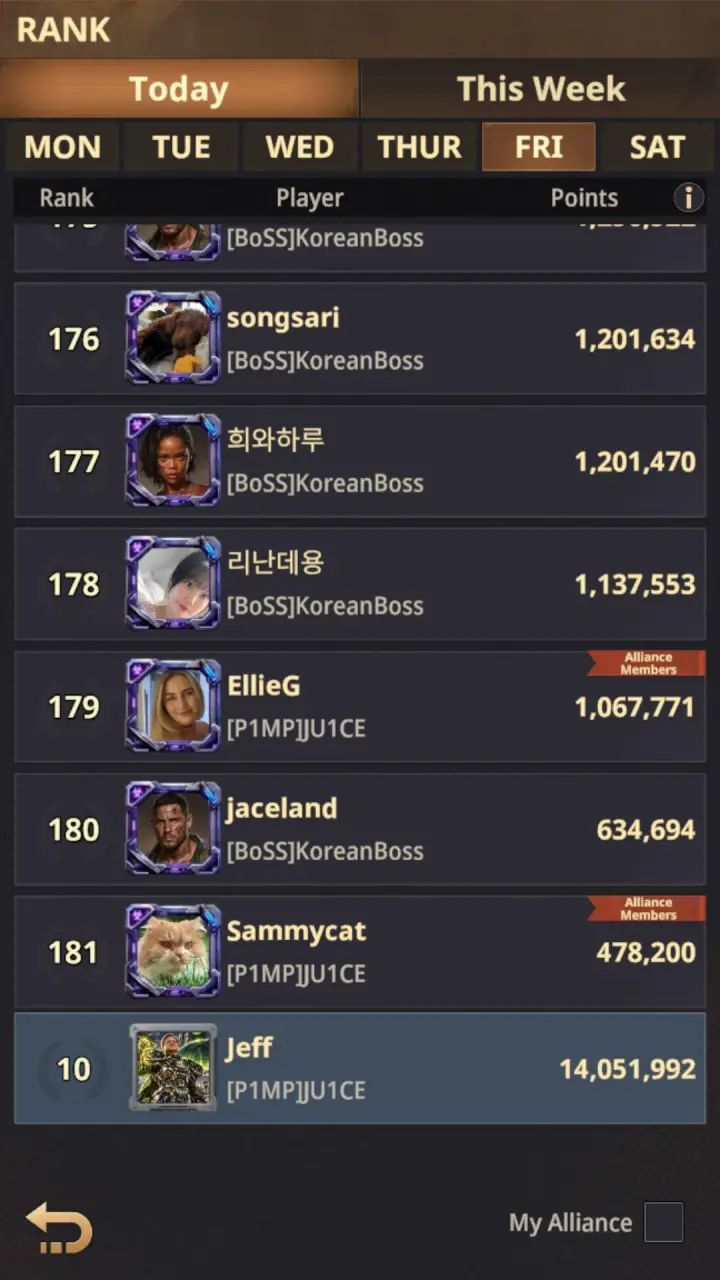 RANK
Today
This Week
MON TUE WED THUR FRI SAT
Rank Player Points
[BoSS]KoreanBoss
176 songsari 1,201,634
[BoSS]KoreanBoss
177 희와하루 1,201,470
[BoSS]KoreanBoss
178 리난데용 1,137,553
[BoSS]KoreanBoss
Alliance Members
179 EllieG 1,067,771
[P1MP]JU1CE
180 jaceland 634,694
[BoSS]KoreanBoss
Alliance Members
181 Sammycat 478,200
[P1MP]JU1CE
10 Jeff 14,051,992
[P1MP]JU1CE
My Alliance